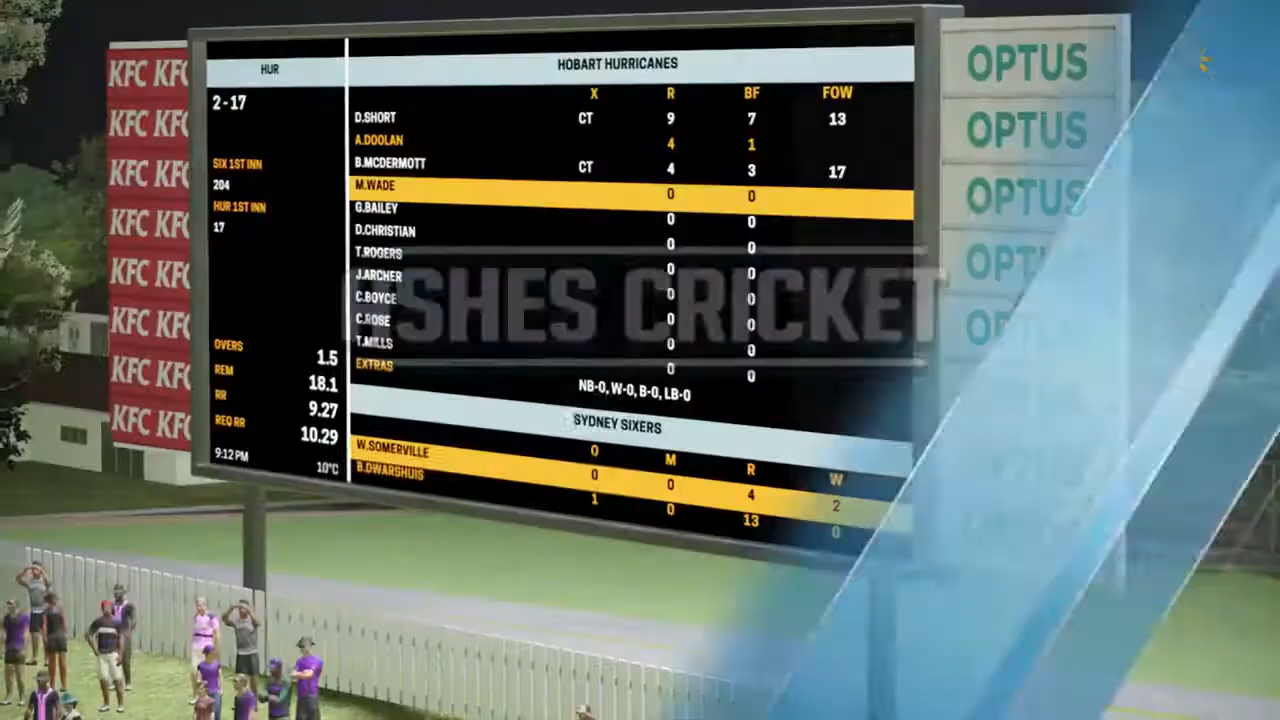 KFC KFC
KFC KFC
KFC KFC
KFC KFC
KFC KFC
KFC KFC
KFC KFC
KFC KFC
HUR
2 - 17
SIX 1ST INN
204
HUR 1ST INN
17
OVERS 1.5
REM 18.1
RR 9.27
REQ RR 10.29
9:12 PM 10°C
HOBART HURRICANES
X R BF FOW
D.SHORT CT 9 7 13
A.DOOLAN 4 1
B.MCDERMOTT CT 4 3 17
M.WADE 0 0
G.BAILEY 0 0
D.CHRISTIAN 0 0
T.ROGERS 0 0
J.ARCHER 0 0
C.BOYCE 0 0
C.ROSE 0 0
T.MILLS 0 0
EXTRAS 0
NB-0, W-0, B-0, LB-0
SYDNEY SIXERS
O M R W
W.SOMERVILLE 0 0 4 2
B.DWARSHUIS 1 0 13 0
ASHES CRICKET
OPTUS
OPTUS
OPTUS
OPTUS
OPTUS